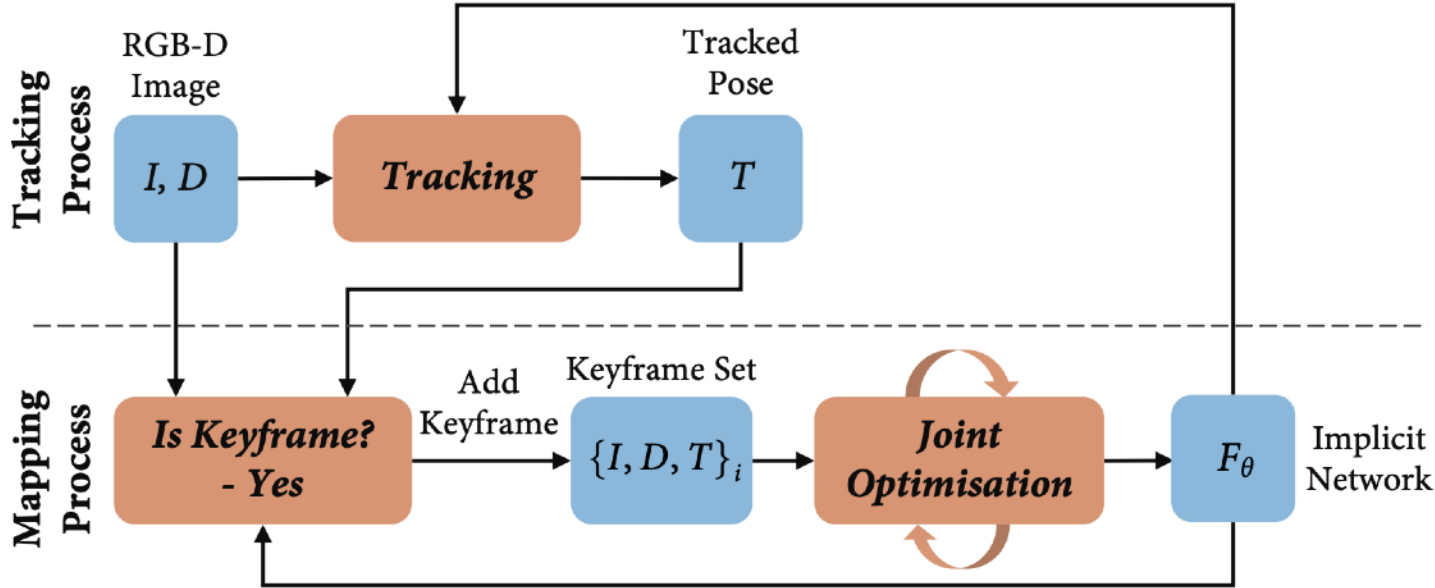 Tracking
Process
RGB-D
Image
I, D
Tracking
Tracked
Pose
T
Mapping
Process
Is Keyframe?
- Yes
Add
Keyframe
Keyframe Set
{I, D, T}ᵢ
Joint
Optimisation
F_θ
Implicit
Network